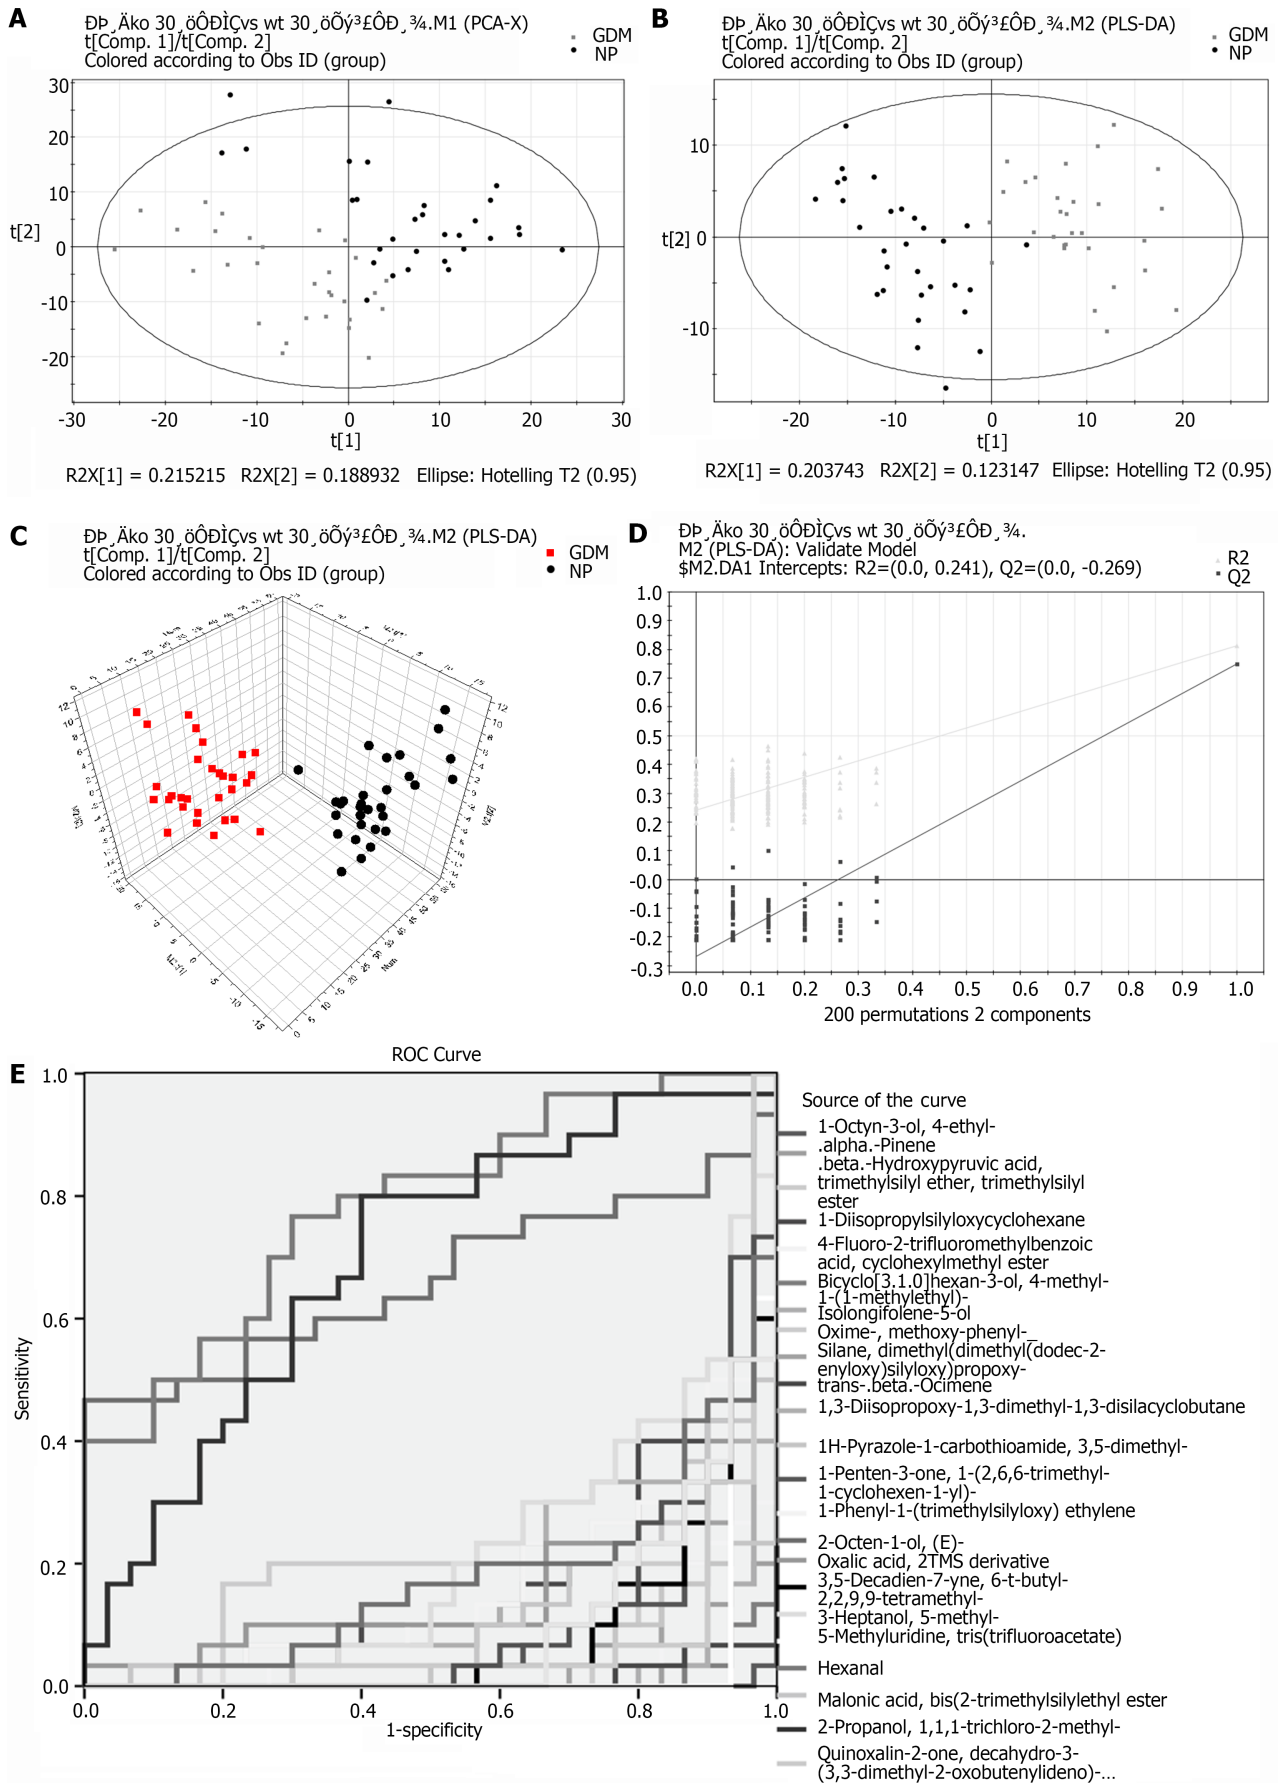 A
ÐÞ¸Äko 30¸öÔÐÌÇvs wt 30¸öÕý³£ÔÐ¸¾.M1 (PCA-X)
t[Comp. 1]/t[Comp. 2]
Colored according to Obs ID (group)
GDM
NP
30
20
10
t[2]
0
-10
-20
-30
-20
-10
0
10
20
30
t[1]
R2X[1] = 0.215215 R2X[2] = 0.188932 Ellipse: Hotelling T2 (0.95)
B
ÐÞ¸Äko 30¸öÔÐÌÇvs wt 30¸öÕý³£ÔÐ¸¾.M2 (PLS-DA)
t[Comp. 1]/t[Comp. 2]
Colored according to Obs ID (group)
GDM
NP
10
t[2] 0
-10
-20
-10
0
10
20
t[1]
R2X[1] = 0.203743 R2X[2] = 0.123147 Ellipse: Hotelling T2 (0.95)
C
ÐÞ¸Äko 30¸öÔÐÌÇvs wt 30¸öÕý³£ÔÐ¸¾.M2 (PLS-DA)
t[Comp. 1]/t[Comp. 2]
Colored according to Obs ID (group)
GDM
NP
Num
D
ÐÞ¸Äko 30¸öÔÐÌÇvs wt 30¸öÕý³£ÔÐ¸¾.
M2 (PLS-DA): Validate Model
$M2.DA1 Intercepts: R2=(0.0, 0.241), Q2=(0.0, -0.269)
R2
Q2
1.0
0.9
0.8
0.7
0.6
0.5
0.4
0.3
0.2
0.1
-0.0
-0.1
-0.2
-0.3
0.0
0.1
0.2
0.3
0.4
0.5
0.6
0.7
0.8
0.9
1.0
200 permutations 2 components
E
ROC Curve
1.0
0.8
0.6
0.4
0.2
0.0
Sensitivity
0.0
0.2
0.4
0.6
0.8
1.0
1-specificity
Source of the curve
1-Octyn-3-ol, 4-ethyl-
.alpha.-Pinene
.beta.-Hydroxypyruvic acid,
trimethylsilyl ether, trimethylsilyl
ester
1-Diisopropylsilyloxycyclohexane
4-Fluoro-2-trifluoromethylbenzoic
acid, cyclohexylmethyl ester
Bicyclo[3.1.0]hexan-3-ol, 4-methyl-
1-(1-methylethyl)-
Isolongifolene-5-ol
Oxime-, methoxy-phenyl-_
Silane, dimethyl(dimethyl(dodec-2-
enyloxy)silyloxy)propoxy-
trans-.beta.-Ocimene
1,3-Diisopropoxy-1,3-dimethyl-1,3-disilacyclobutane
1H-Pyrazole-1-carbothioamide, 3,5-dimethyl-
1-Penten-3-one, 1-(2,6,6-trimethyl-
1-cyclohexen-1-yl)-
1-Phenyl-1-(trimethylsilyloxy) ethylene
2-Octen-1-ol, (E)-
Oxalic acid, 2TMS derivative
3,5-Decadien-7-yne, 6-t-butyl-
2,2,9,9-tetramethyl-
3-Heptanol, 5-methyl-
5-Methyluridine, tris(trifluoroacetate)
Hexanal
Malonic acid, bis(2-trimethylsilylethyl ester
2-Propanol, 1,1,1-trichloro-2-methyl-
Quinoxalin-2-one, decahydro-3-
(3,3-dimethyl-2-oxobutenylideno)-...